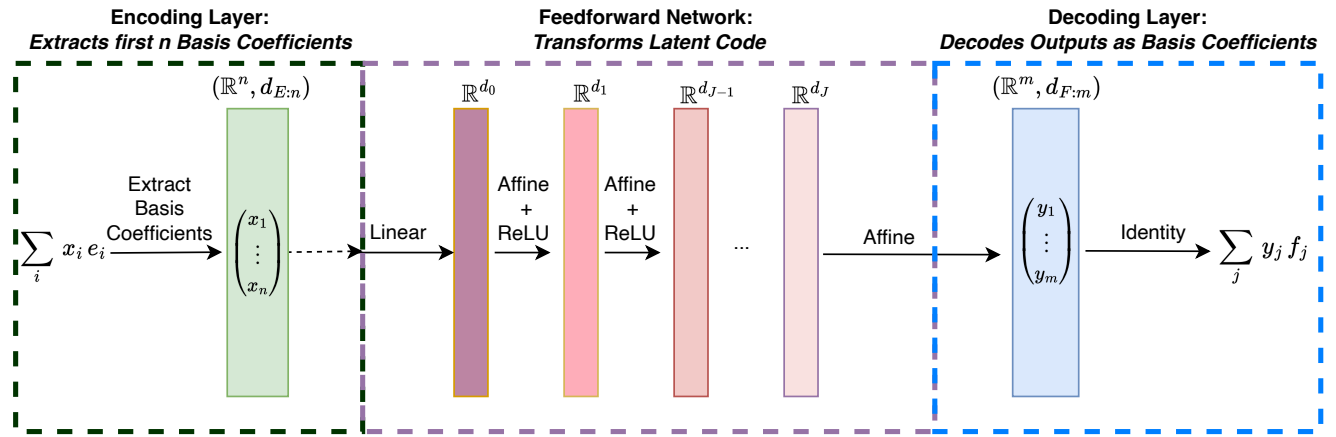 Encoding Layer:
Extracts first n Basis Coefficients
Feedforward Network:
Transforms Latent Code
Decoding Layer:
Decodes Outputs as Basis Coefficients
(ℝⁿ, d_{E:n})
ℝ^{d_0}
ℝ^{d_1}
ℝ^{d_{J−1}}
ℝ^{d_J}
(ℝ^m, d_{F:m})
∑_i x_i e_i
Extract
Basis
Coefficients
x_1
⋮
x_n
Linear
Affine
+
ReLU
Affine
+
ReLU
...
Affine
y_1
⋮
y_m
Identity
∑_j y_j f_j